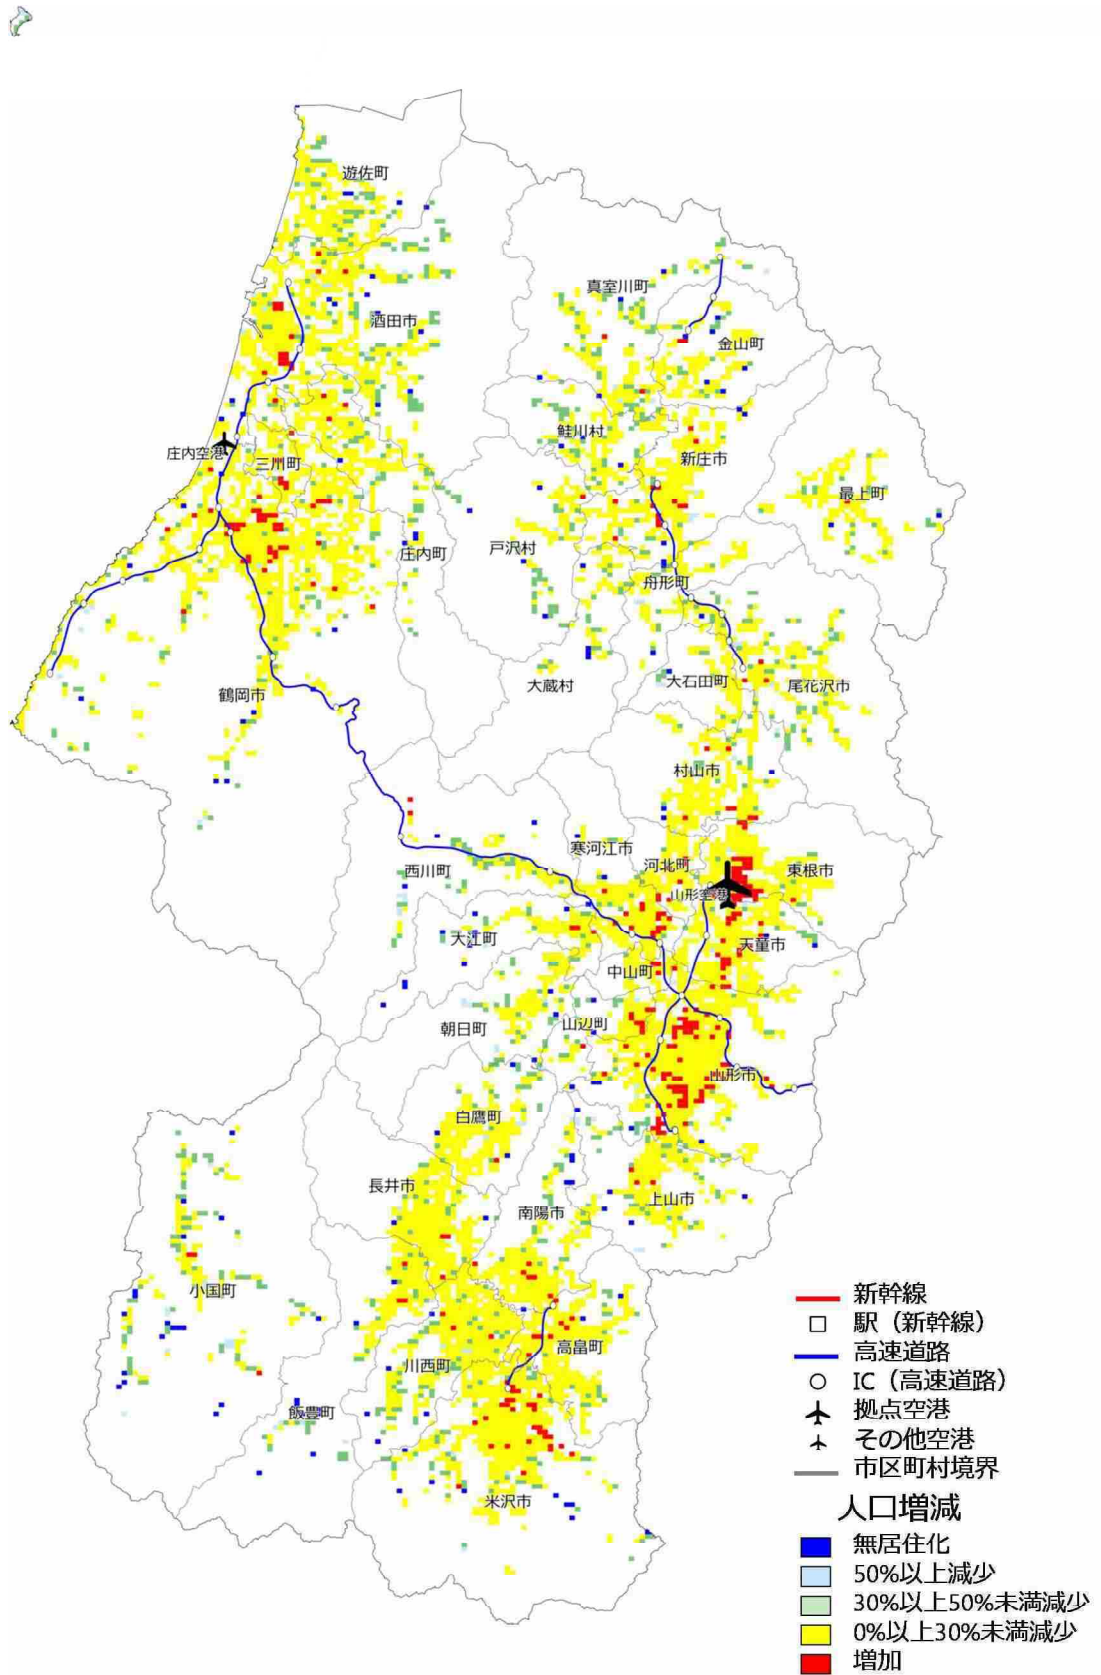 遊佐町
真室川町
酒田市
金山町
鮭川村
庄内空港
三川町
新庄市
最上町
戸沢村
庄内町
舟形町
大蔵村
大石田町
尾花沢市
鶴岡市
村山市
寒河江市
西川町
河北町
東根市
山形空港
大江町
天童市
中山町
朝日町
山辺町
山形市
白鷹町
長井市
上山市
南陽市
小国町
高畠町
川西町
飯豊町
米沢市
新幹線
駅（新幹線）
高速道路
IC（高速道路）
拠点空港
その他空港
市区町村境界
人口増減
無居住化
50%以上減少
30%以上50%未満減少
0%以上30%未満減少
増加